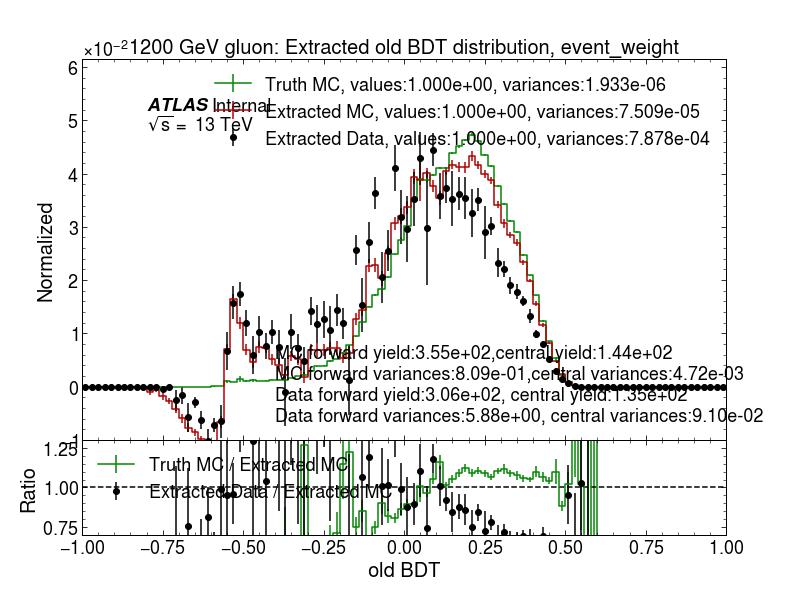 ×10⁻² 1200 GeV gluon: Extracted old BDT distribution, event_weight
Truth MC, values:1.000e+00, variances:1.933e-06
ATLAS Internal
Extracted MC, values:1.000e+00, variances:7.509e-05
√s = 13 TeV
Extracted Data, values:1.000e+00, variances:7.878e-04
6
5
4
3
2
1
0
−1
Normalized
MC forward yield:3.55e+02,central yield:1.44e+02
MC forward variances:8.09e-01,central variances:4.72e-03
Data forward yield:3.06e+02, central yield:1.35e+02
Data forward variances:5.88e+00, central variances:9.10e-02
1.25
1.00
0.75
Ratio
Truth MC / Extracted MC
Extracted Data / Extracted MC
−1.00 −0.75 −0.50 −0.25 0.00 0.25 0.50 0.75 1.00
old BDT